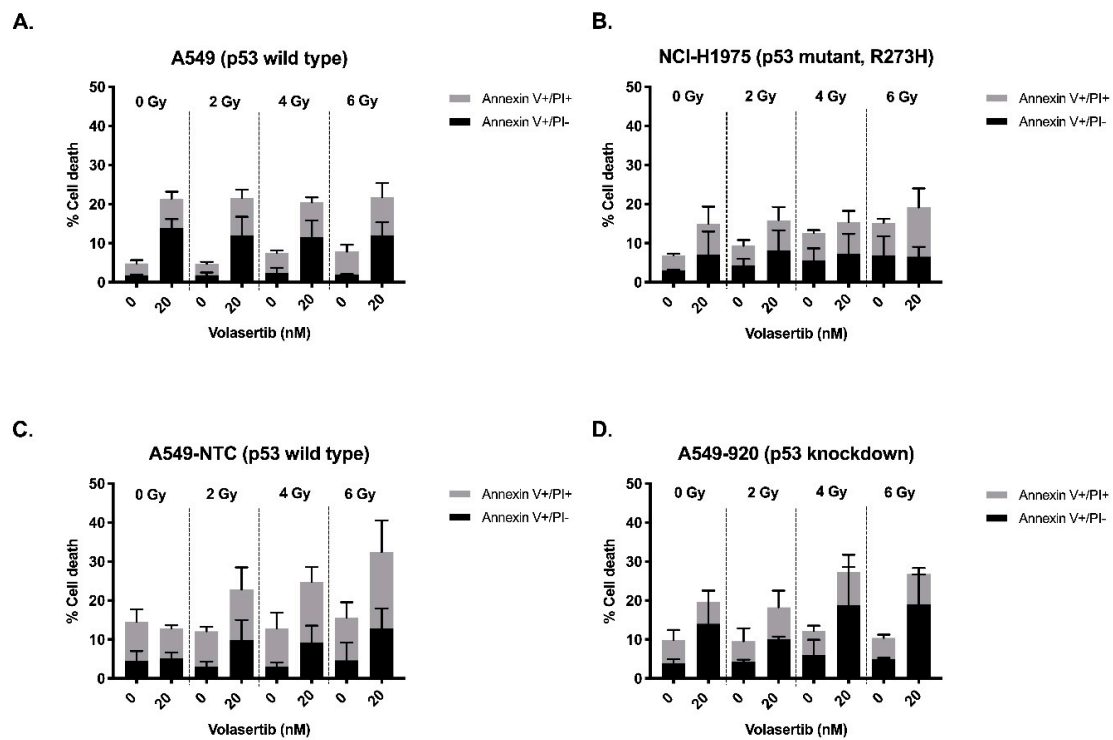 A.
A549 (p53 wild type)
0 Gy 2 Gy 4 Gy 6 Gy
Annexin V+/PI+
Annexin V+/PI-
% Cell death
50
40
30
20
10
0
0 20 0 20 0 20 0 20
Volasertib (nM)
B.
NCI-H1975 (p53 mutant, R273H)
0 Gy 2 Gy 4 Gy 6 Gy
Annexin V+/PI+
Annexin V+/PI-
% Cell death
50
40
30
20
10
0
0 20 0 20 0 20 0 20
Volasertib (nM)
C.
A549-NTC (p53 wild type)
0 Gy 2 Gy 4 Gy 6 Gy
Annexin V+/PI+
Annexin V+/PI-
% Cell death
50
40
30
20
10
0
0 20 0 20 0 20 0 20
Volasertib (nM)
D.
A549-920 (p53 knockdown)
0 Gy 2 Gy 4 Gy 6 Gy
Annexin V+/PI+
Annexin V+/PI-
% Cell death
50
40
30
20
10
0
0 20 0 20 0 20 0 20
Volasertib (nM)